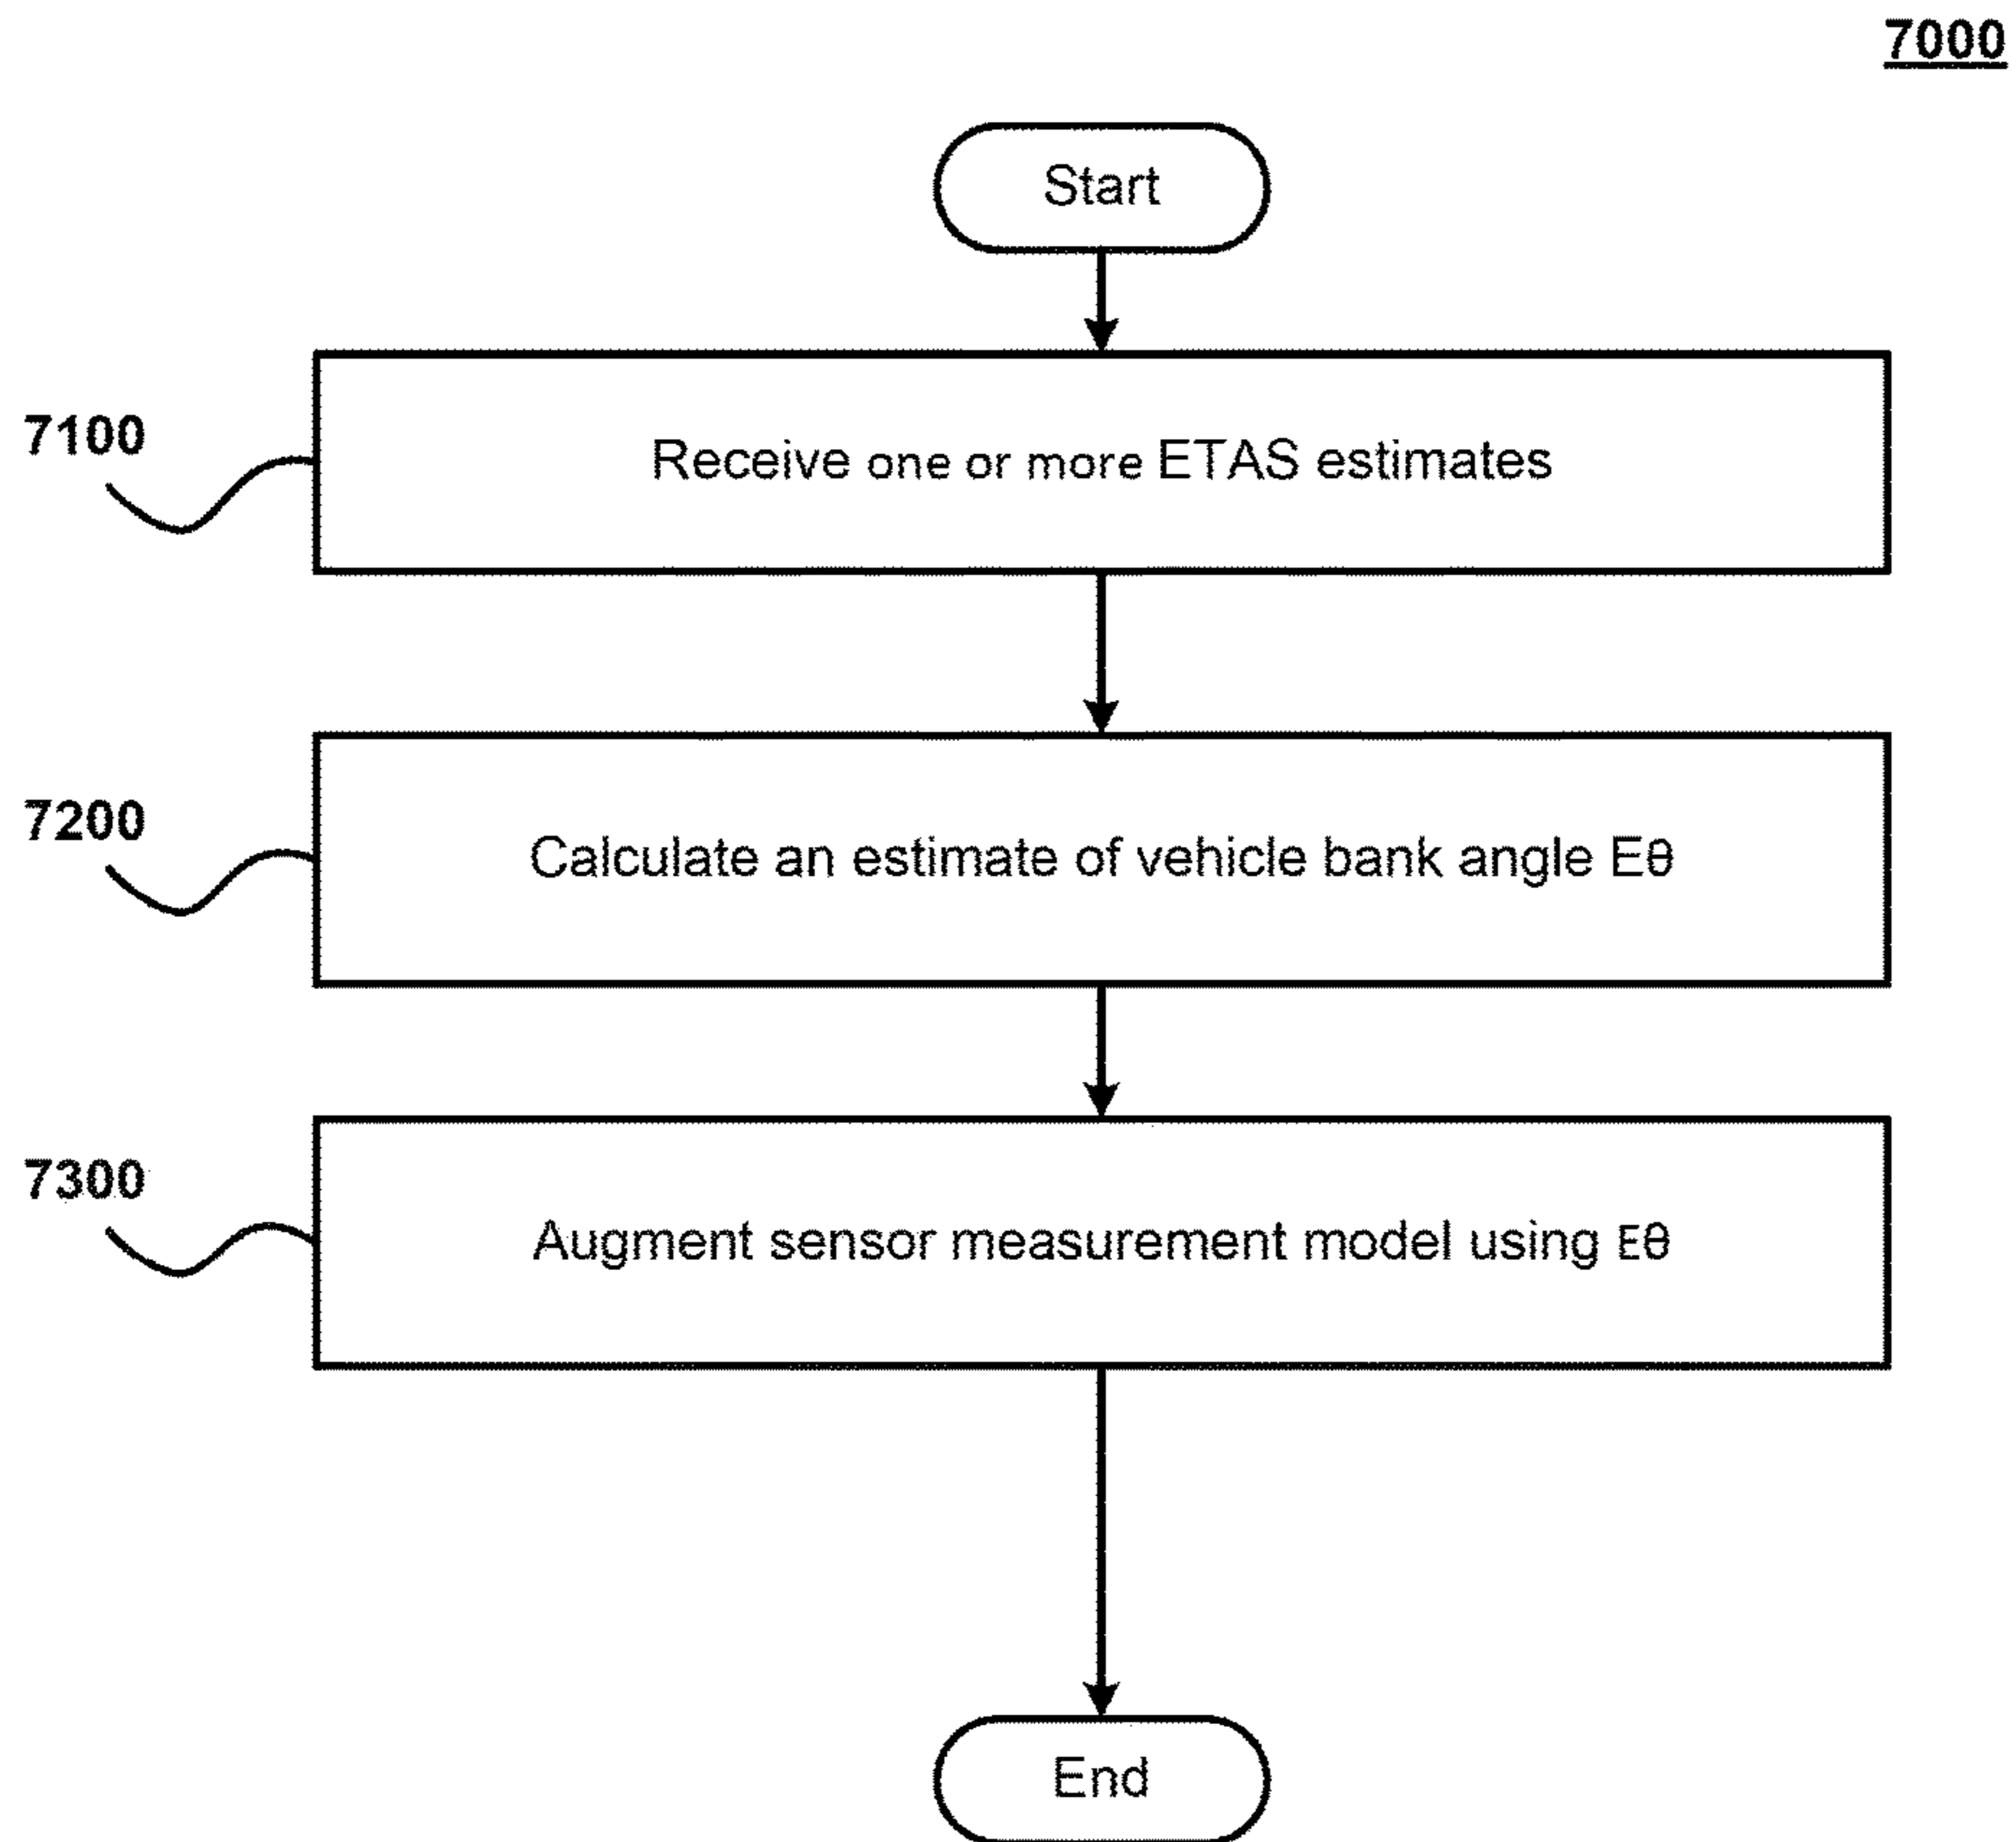 7000
Start
7100
Receive one or more ETAS estimates
7200
Calculate an estimate of vehicle bank angle Eθ
7300
Augment sensor measurement model using Eθ
End